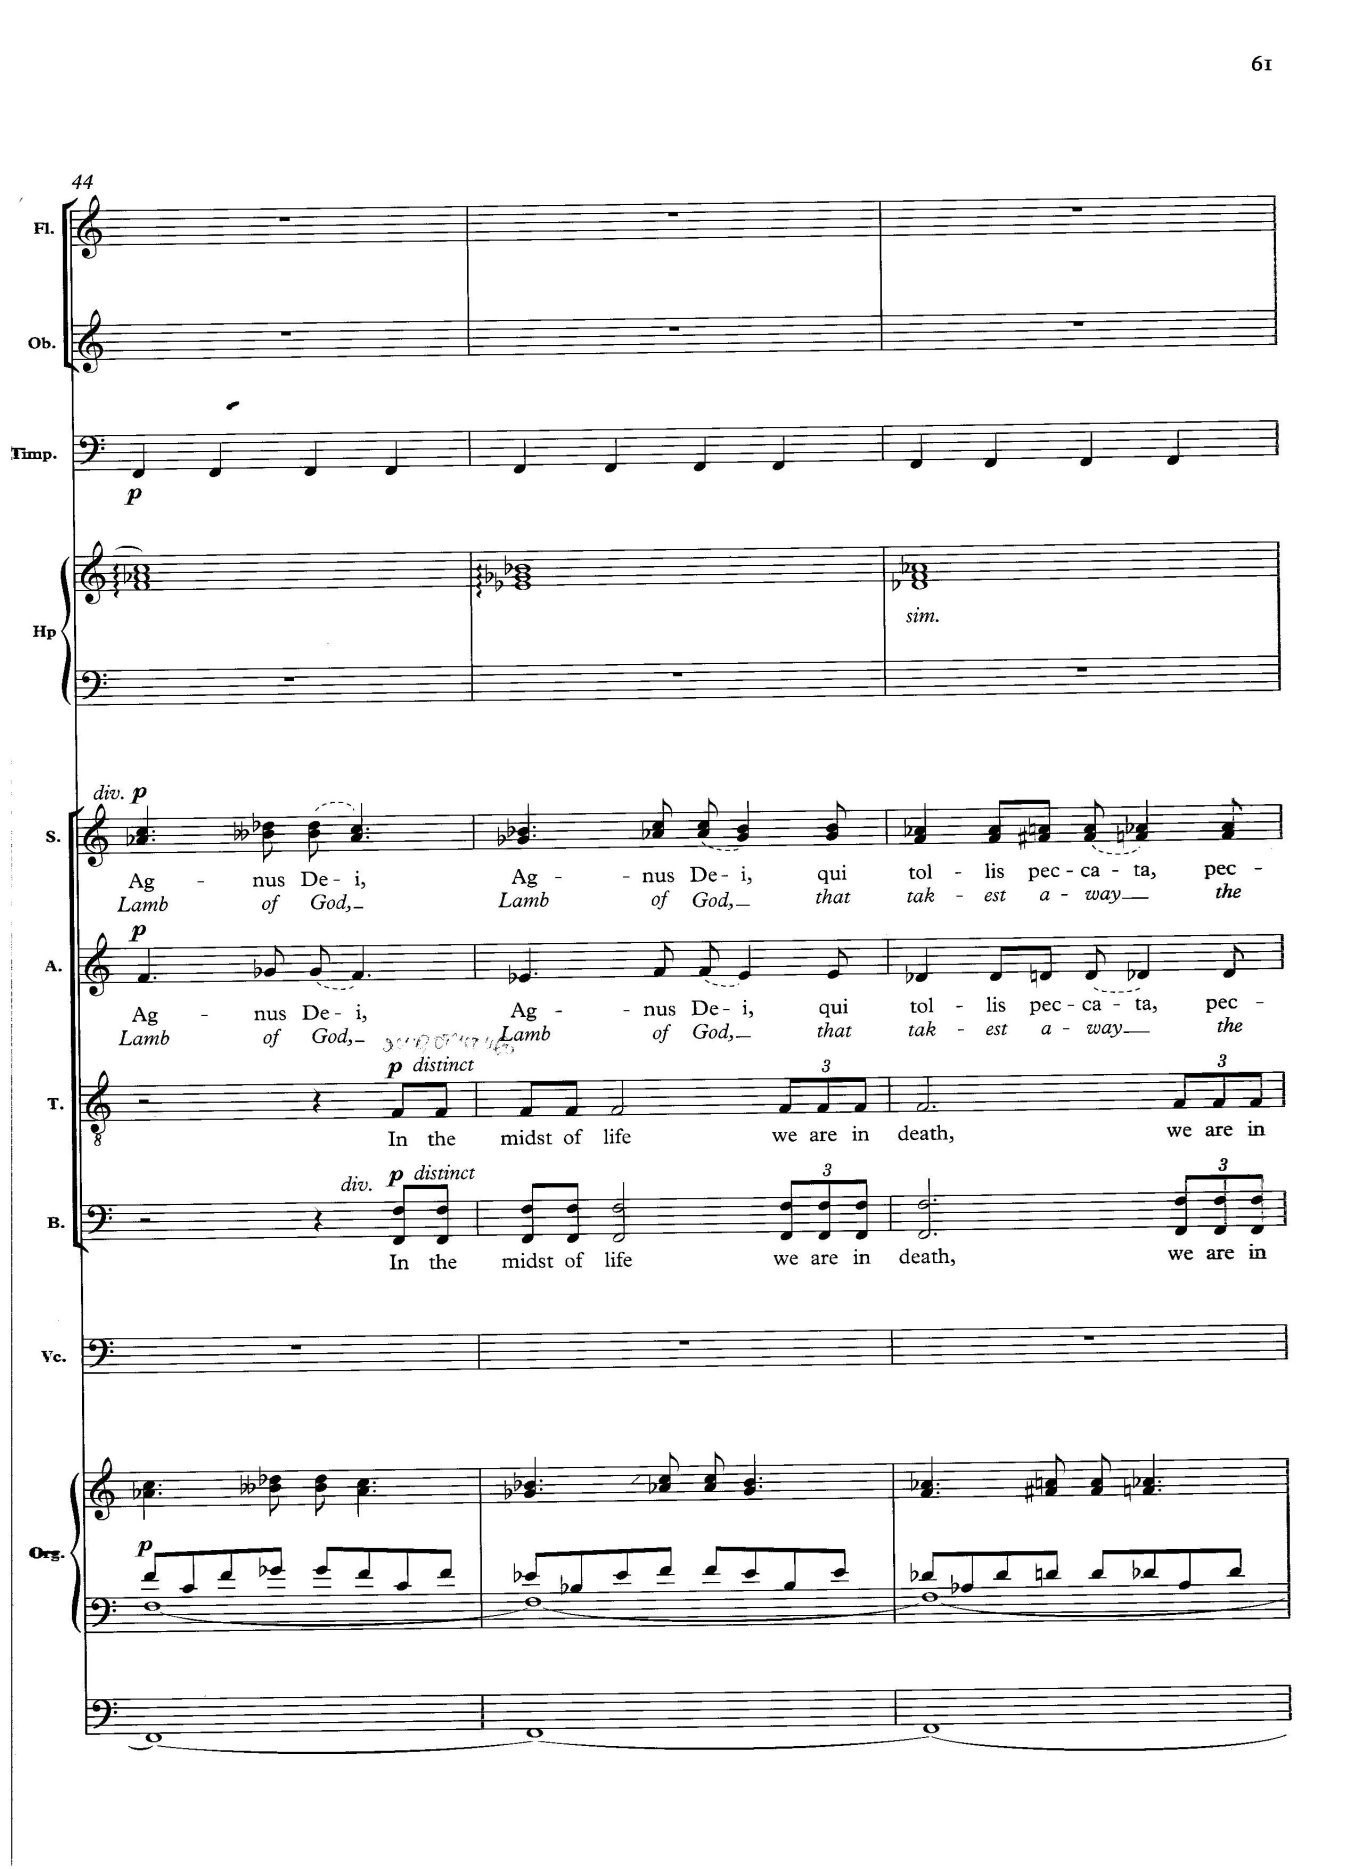 61
44
Fl.
Ob.
Timp.
p
Hp
sim.
div. p
S.
Ag - nus De - i, Ag - nus De - i, qui tol - lis pec - ca - ta, pec -
Lamb of God, Lamb of God, that tak - est a - way the
p
A.
Ag - nus De - i, Ag - nus De - i, qui tol - lis pec - ca - ta, pec -
Lamb of God, Lamb of God, that tak - est a - way the
p distinct
3 3
T.
In the midst of life we are in death, we are in
div. p distinct
3 3
B.
In the midst of life we are in death, we are in
Vc.
p
Org.